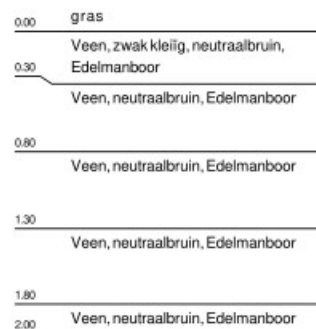 0.00 gras
Veen, zwak kleiïg, neutraalbruin,
0.30 Edelmanboor
Veen, neutraalbruin, Edelmanboor
0.80
Veen, neutraalbruin, Edelmanboor
1.30
Veen, neutraalbruin, Edelmanboor
1.80
Veen, neutraalbruin, Edelmanboor
2.00